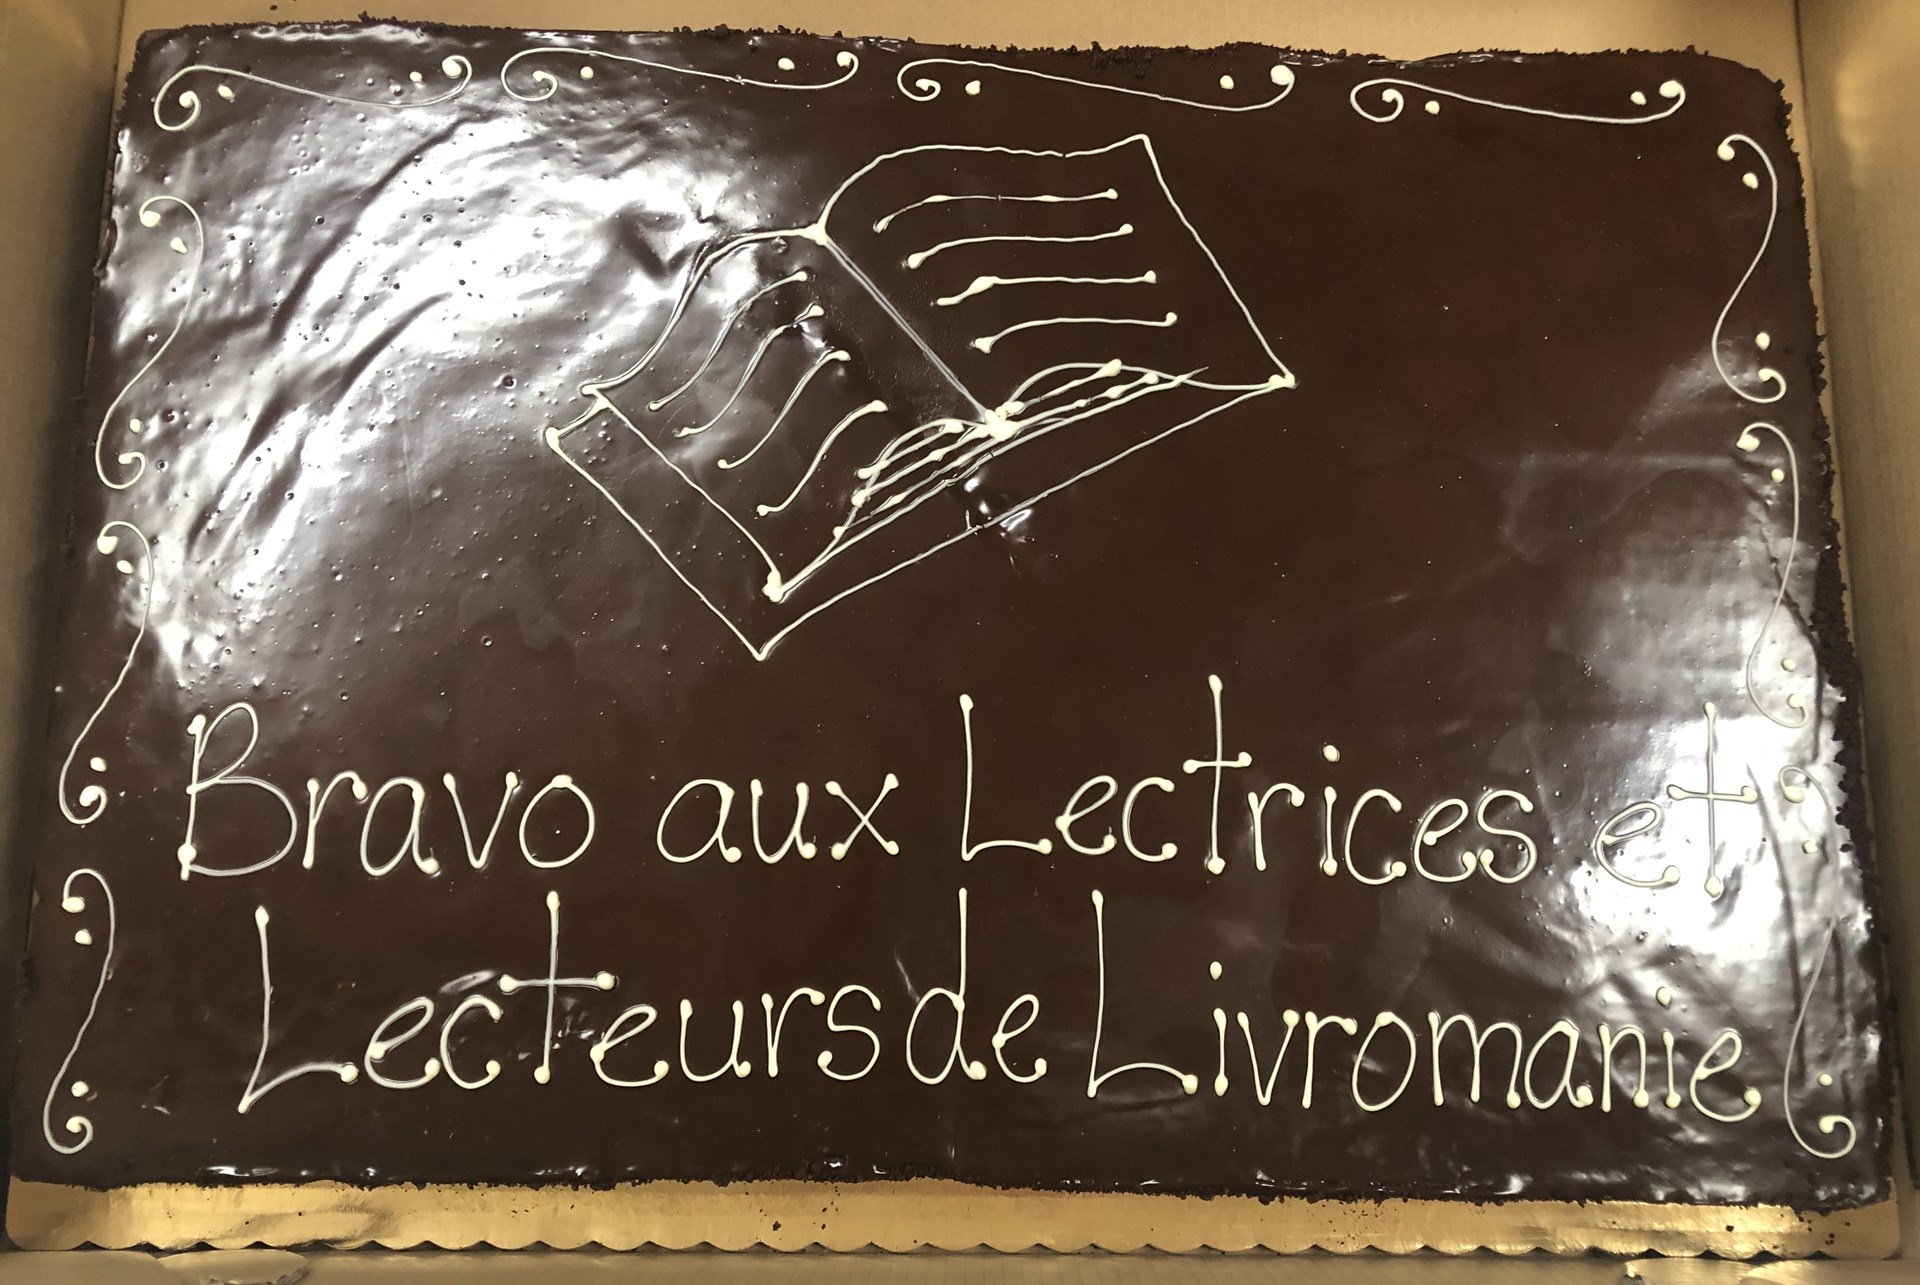 Bravo aux Lectrices et
Lecteurs de Livromanie